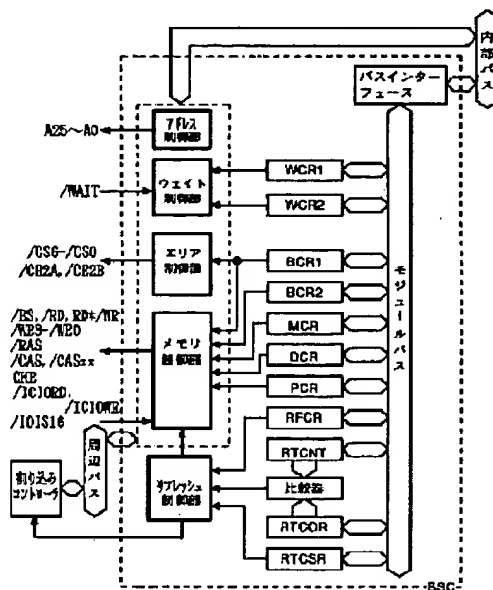 内部バス
バスインターフェース
アドレス制御部
A25〜A0
ウェイト制御部
/WAIT
WCR1
WCR2
エリア制御部
/CS6-/CS0
/CE2A,/CE2B
BCR1
BCR2
/BS,/RD,RD*/WR
/WE9-/WE0
/RAS
/CAS,/CASxx
CKE
/ICIORD,
/ICIOWR
/IOIS16
メモリ制御部
MCR
DCR
PCR
モジュールバス
RFCR
RTCNT
比較器
RTCOR
RTCSR
周辺バス
割り込みコントローラ
リフレッシュ制御部
BSC